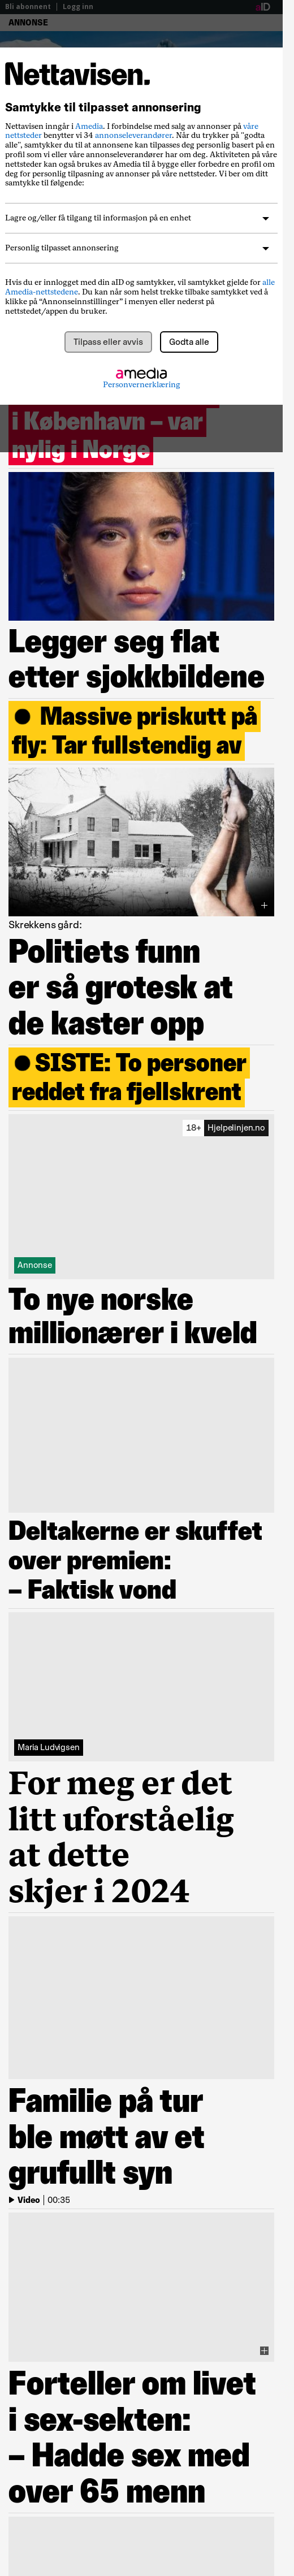 Bli abonnent | Logg inn
aID
ANNONSE
Nettavisen.
Samtykke til tilpasset annonsering
Nettavisen inngår i Amedia. I forbindelse med salg av annonser på våre
nettsteder benytter vi 34 annonseleverandører. Når du trykker på "godta
alle", samtykker du til at annonsene kan tilpasses deg personlig basert på en
profil som vi eller våre annonseleverandører har om deg. Aktiviteten på våre
nettsteder kan også brukes av Amedia til å bygge eller forbedre en profil om
deg for personlig tilpasning av annonser på våre nettsteder. Vi ber om ditt
samtykke til følgende:
Lagre og/eller få tilgang til informasjon på en enhet
Personlig tilpasset annonsering
Hvis du er innlogget med din aID og samtykker, vil samtykket gjelde for alle
Amedia-nettstedene. Du kan når som helst trekke tilbake samtykket ved å
klikke på “Annonseinnstillinger” i menyen eller nederst på
nettstedet/appen du bruker.
Tilpass eller avvis
Godta alle
amedia
Personvernerklæring
i København – var
nylig i Norge
Legger seg flat
etter sjokkbildene
Massive priskutt på
fly: Tar fullstendig av
Skrekkens gård:
Politiets funn
er så grotesk at
de kaster opp
SISTE: To personer
reddet fra fjellskrent
18+ Hjelpelinjen.no
Annonse
To nye norske
millionærer i kveld
Deltakerne er skuffet
over premien:
– Faktisk vond
Maria Ludvigsen
For meg er det
litt uforståelig
at dette
skjer i 2024
Familie på tur
ble møtt av et
grufullt syn
Video | 00:35
Forteller om livet
i sex-sekten:
– Hadde sex med
over 65 menn